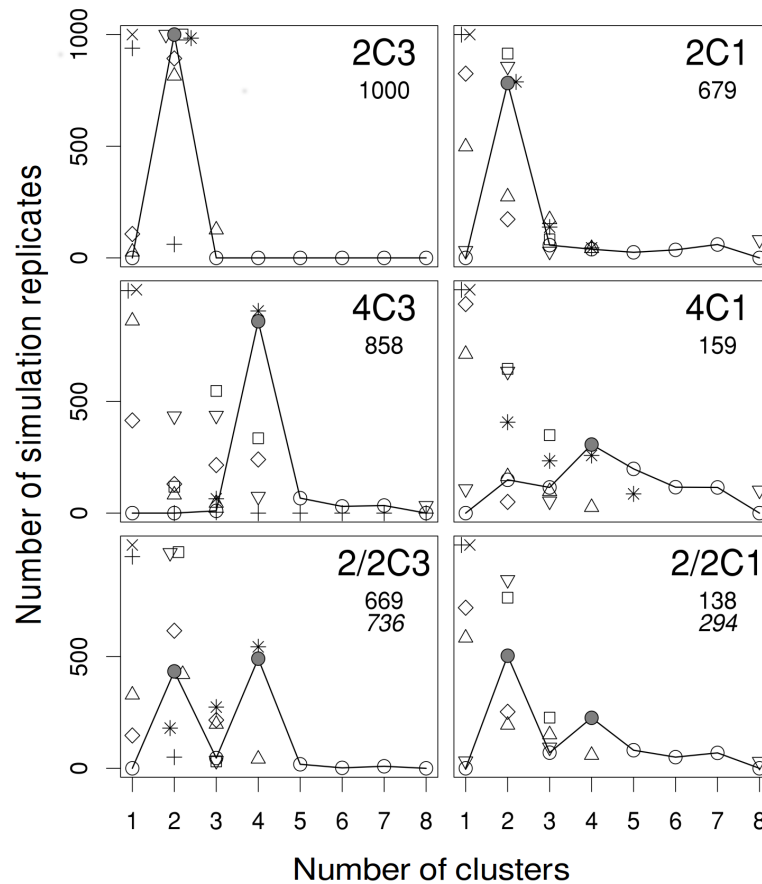 Number of simulation replicates
1000
500
0
2C3
1000
2C1
679
500
0
4C3
858
4C1
159
500
0
2/2C3
669
736
2/2C1
138
294
1 2 3 4 5 6 7 8
1 2 3 4 5 6 7 8
Number of clusters